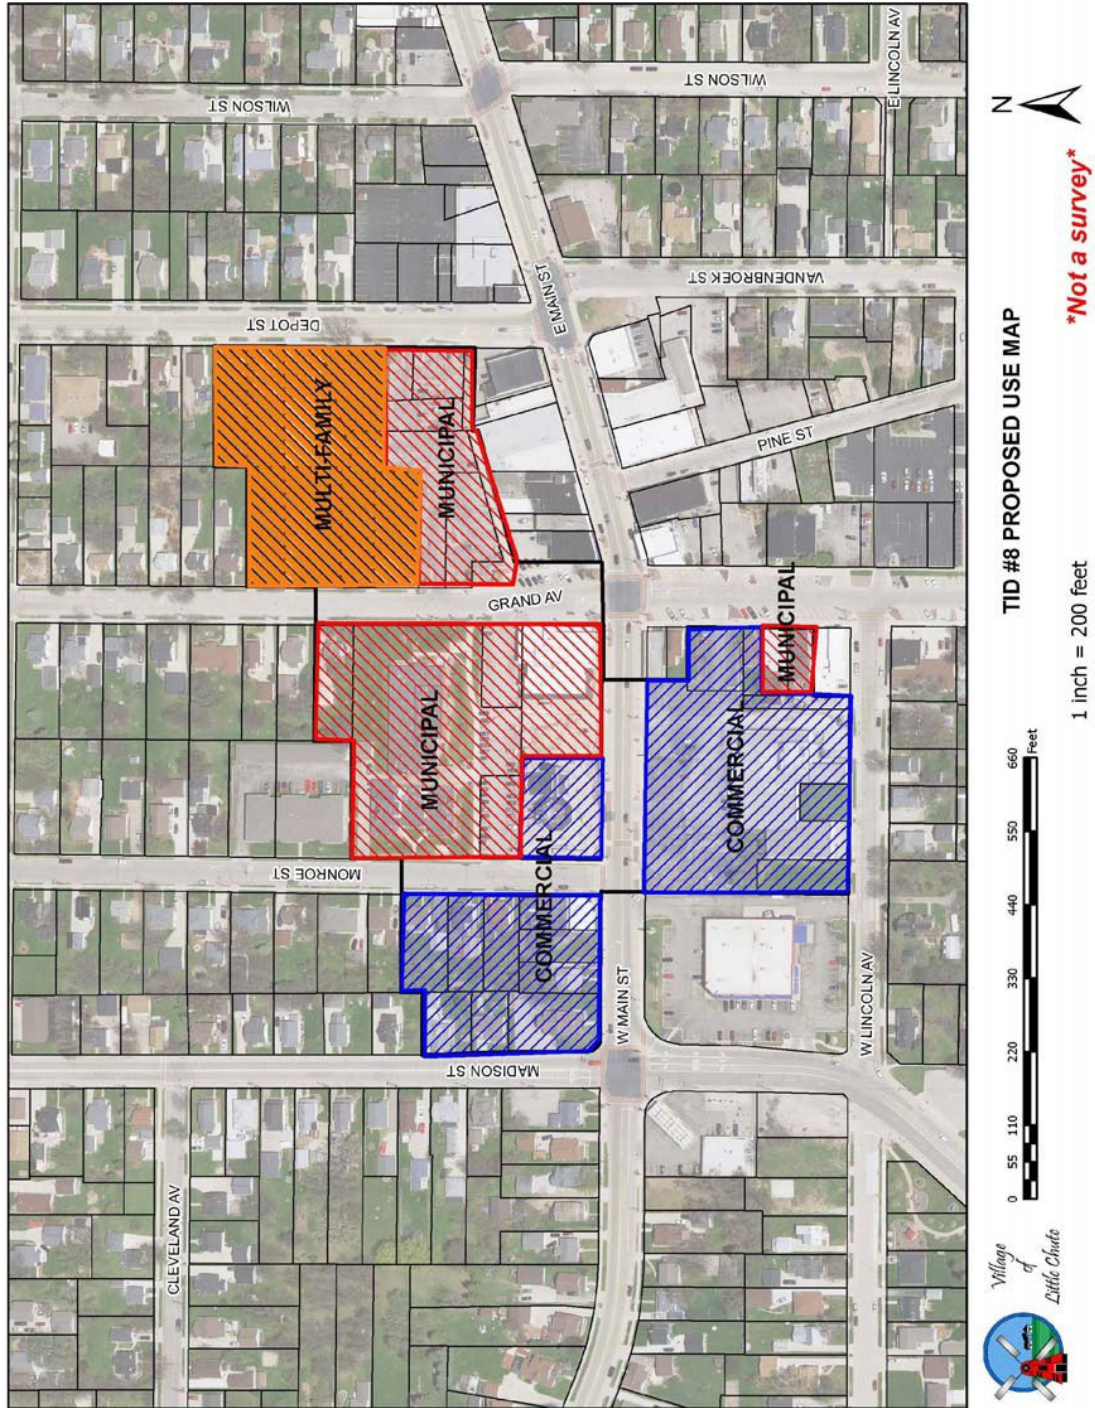 WILSON ST
WILSON ST
E LINCOLN AV
DEPOT ST
E MAIN ST
VANDENBROEK ST
MULTI-FAMILY
MUNICIPAL
PINE ST
GRAND AV
MUNICIPAL
MUNICIPAL
COMMERCIAL
MONROE ST
COMMERCIAL
W MAIN ST
W LINCOLN AV
MADISON ST
CLEVELAND AV
TID #8 PROPOSED USE MAP
N
*Not a survey*
1 inch = 200 feet
0 55 110 220 330 440 550 660
Feet
Village
of
Little Chute